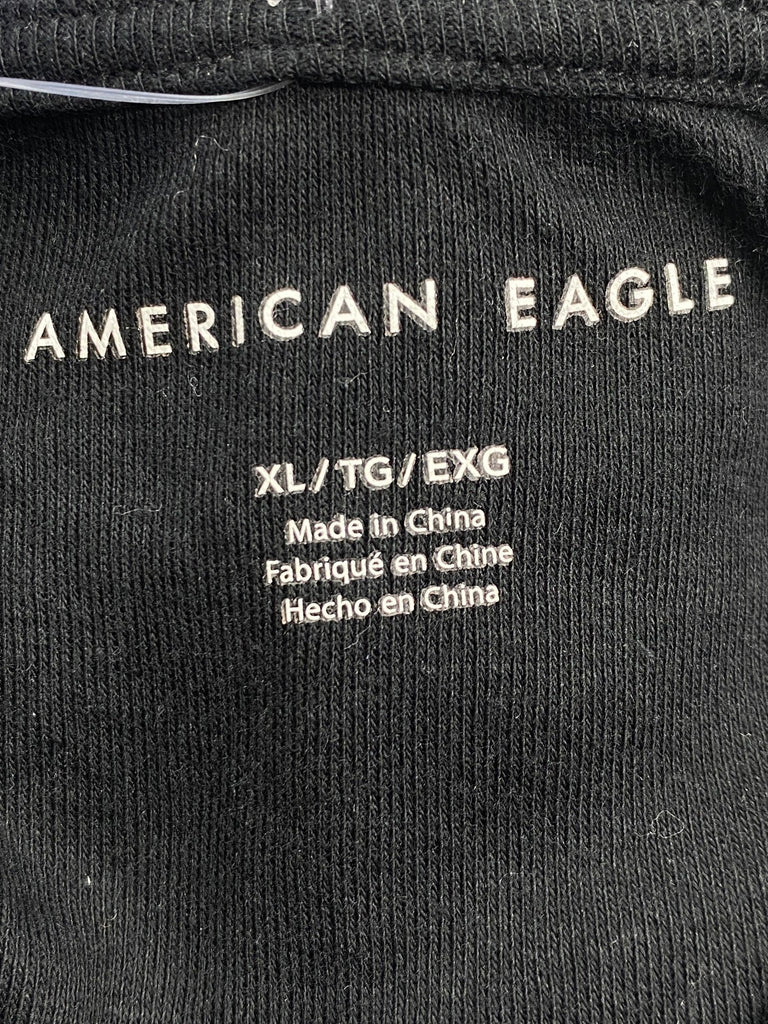 AMERICAN EAGLE
XL/TG/EXG
Made in China
Fabriqué en Chine
Hecho en China